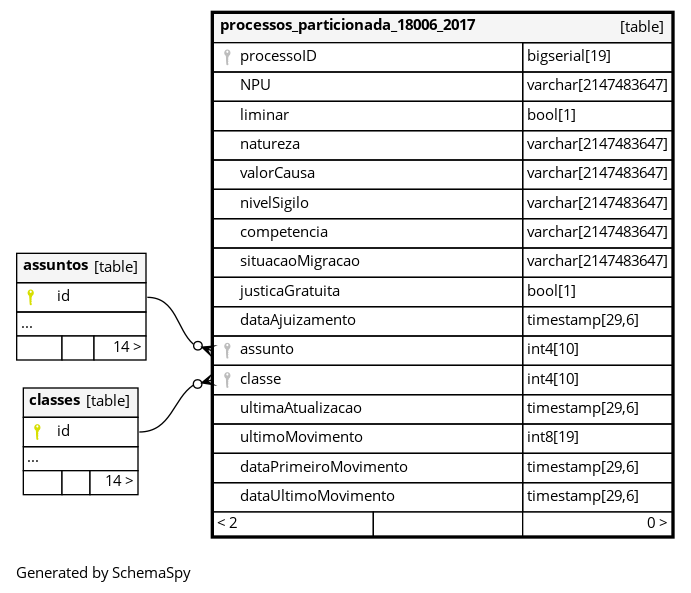 processos_particionada_18006_2017 [table]
processoID bigserial[19]
NPU varchar[2147483647]
liminar bool[1]
natureza varchar[2147483647]
valorCausa varchar[2147483647]
nivelSigilo varchar[2147483647]
competencia varchar[2147483647]
situacaoMigracao varchar[2147483647]
justicaGratuita bool[1]
dataAjuizamento timestamp[29,6]
assunto int4[10]
classe int4[10]
ultimaAtualizacao timestamp[29,6]
ultimoMovimento int8[19]
dataPrimeiroMovimento timestamp[29,6]
dataUltimoMovimento timestamp[29,6]
< 2 0 >
assuntos [table]
id
...
14 >
classes [table]
id
...
14 >
Generated by SchemaSpy